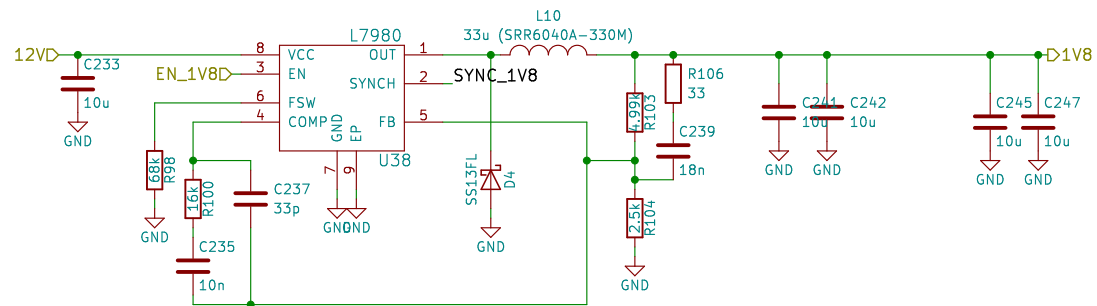 L10
33u (SRR6040A-330M)
12V
C233
10u
GND
EN_1V8
L7980
8
VCC
3
EN
6
FSW
4
COMP
OUT
1
SYNCH
2
SYNC_1V8
FB
5
GND
EP
7
9
U38
GND
GND
68k
R98
GND
16k
R100
C237
33p
C235
10n
SS13FL
D4
GND
4.99k
R103
R106
33
C239
18n
2.5k
R104
GND
C241
10u
GND
C242
10u
GND
C245
10u
GND
C247
10u
GND
1V8